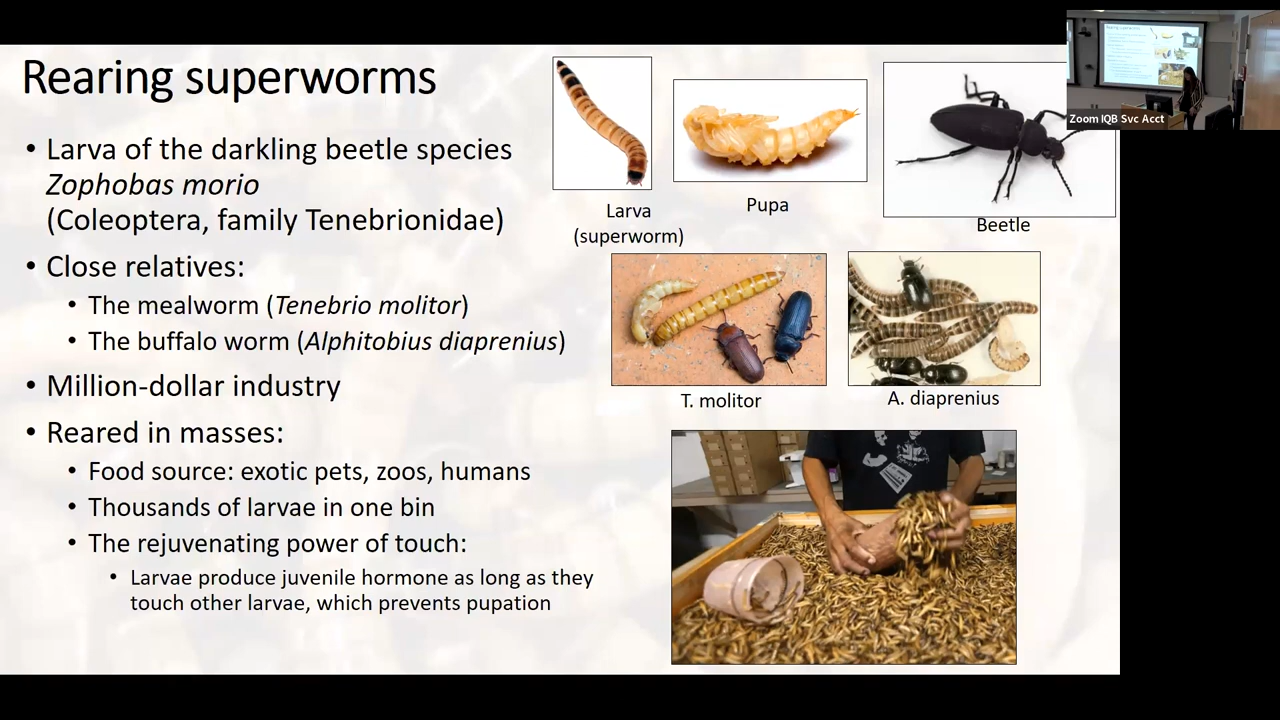 Rearing superworms
• Larva of the darkling beetle species
Zophobas morio
(Coleoptera, family Tenebrionidae)
• Close relatives:
• The mealworm (Tenebrio molitor)
• The buffalo worm (Alphitobius diaprenius)
• Million-dollar industry
• Reared in masses:
• Food source: exotic pets, zoos, humans
• Thousands of larvae in one bin
• The rejuvenating power of touch:
• Larvae produce juvenile hormone as long as they
touch other larvae, which prevents pupation
Larva
(superworm)
Pupa
Beetle
T. molitor
A. diaprenius
Zoom IQB Svc Acct